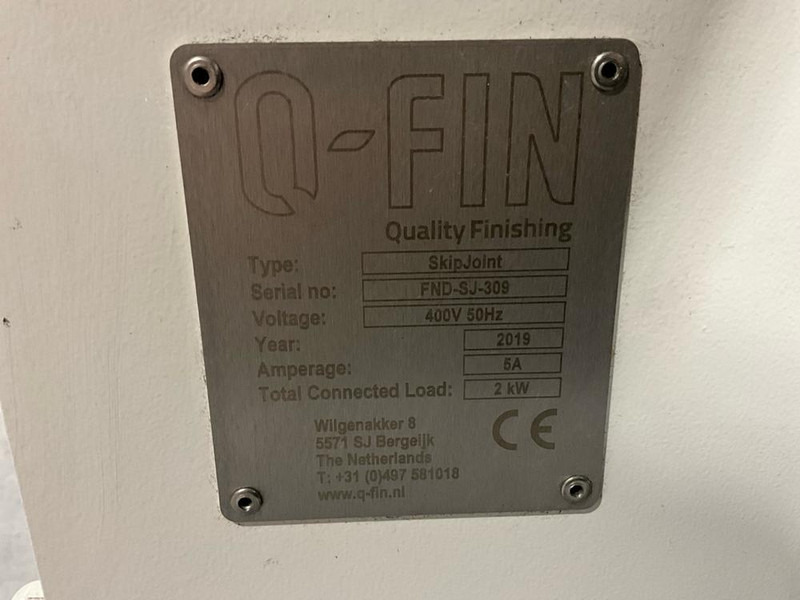 Q-FIN
Quality Finishing
Type: SkipJoint
Serial no: FND-SJ-309
Voltage: 400V 50Hz
Year: 2019
Amperage: 5A
Total Connected Load: 2 kW
Wilgenakker 8
5571 SJ Bergeijk
The Netherlands
T: +31 (0)497 581018
www.q-fin.nl
CE